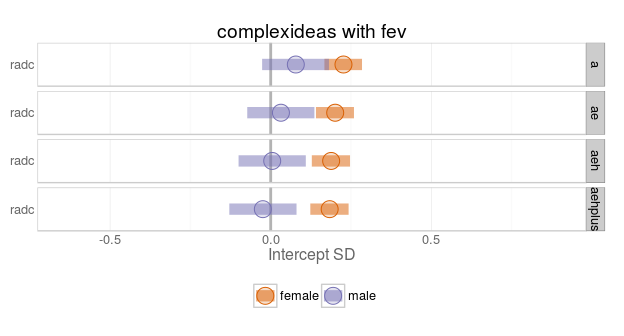 complexideas with fev
radc
a
radc
ae
radc
aeh
radc
aehplus
-0.5
0.0
0.5
Intercept SD
female
male